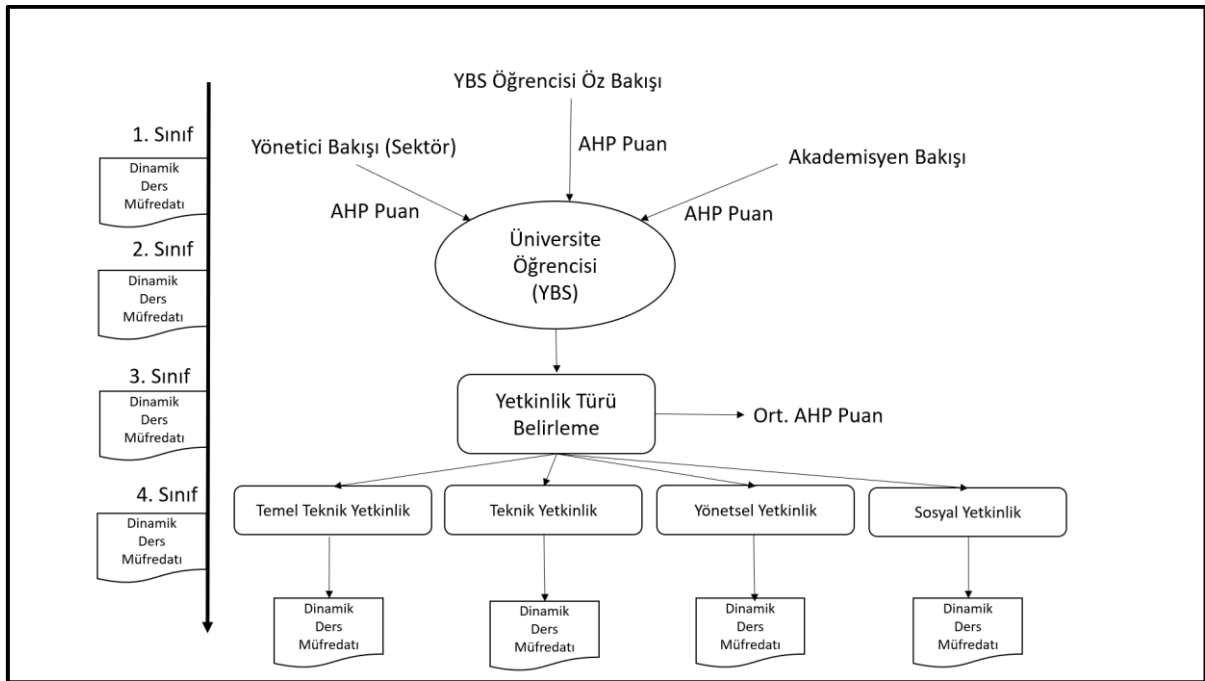 YBS Öğrencisi Öz Bakışı
AHP Puan
Yönetici Bakışı (Sektör)
AHP Puan
Akademisyen Bakışı
AHP Puan
Üniversite
Öğrencisi
(YBS)
Yetkinlik Türü
Belirleme
Ort. AHP Puan
Temel Teknik Yetkinlik
Teknik Yetkinlik
Yönetsel Yetkinlik
Sosyal Yetkinlik
Dinamik
Ders
Müfredatı
Dinamik
Ders
Müfredatı
Dinamik
Ders
Müfredatı
Dinamik
Ders
Müfredatı
1. Sınıf
Dinamik
Ders
Müfredatı
2. Sınıf
Dinamik
Ders
Müfredatı
3. Sınıf
Dinamik
Ders
Müfredatı
4. Sınıf
Dinamik
Ders
Müfredatı